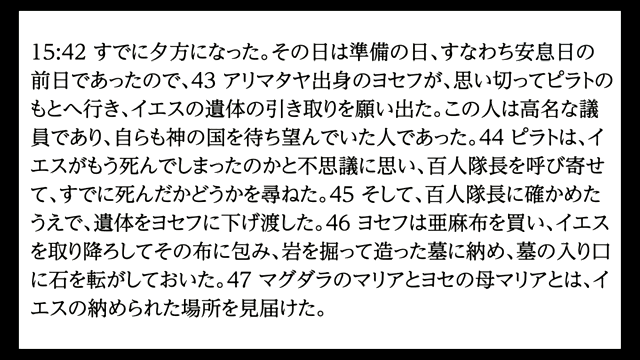 15:42 すでに夕方になった。その日は準備の日、すなわち安息日の
前日であったので、43 アリマタヤ出身のヨセフが、思い切ってピラトの
もとへ行き、イエスの遺体の引き取りを願い出た。この人は高名な議
員であり、自らも神の国を待ち望んでいた人であった。44 ピラトは、イ
エスがもう死んでしまったのかと不思議に思い、百人隊長を呼び寄せ
て、すでに死んだかどうかを尋ねた。45 そして、百人隊長に確かめた
うえで、遺体をヨセフに下げ渡した。46 ヨセフは亜麻布を買い、イエス
を取り降ろしてその布に包み、岩を掘って造った墓に納め、墓の入り口
に石を転がしておいた。47 マグダラのマリアとヨセの母マリアとは、イ
エスの納められた場所を見届けた。